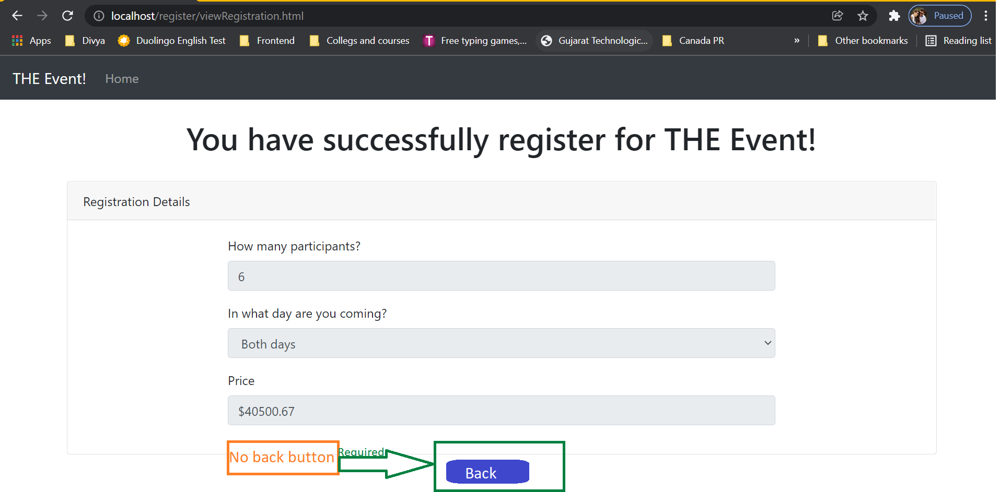 localhost/register/viewRegistration.html
Paused
Apps Divya Duolingo English Test Frontend Collegs and courses T Free typing games,... Gujarat Technologic... Canada PR » Other bookmarks Reading list
THE Event! Home
You have successfully register for THE Event!
Registration Details
How many participants?
6
In what day are you coming?
Both days
Price
$40500.67
No back button
Required
Back